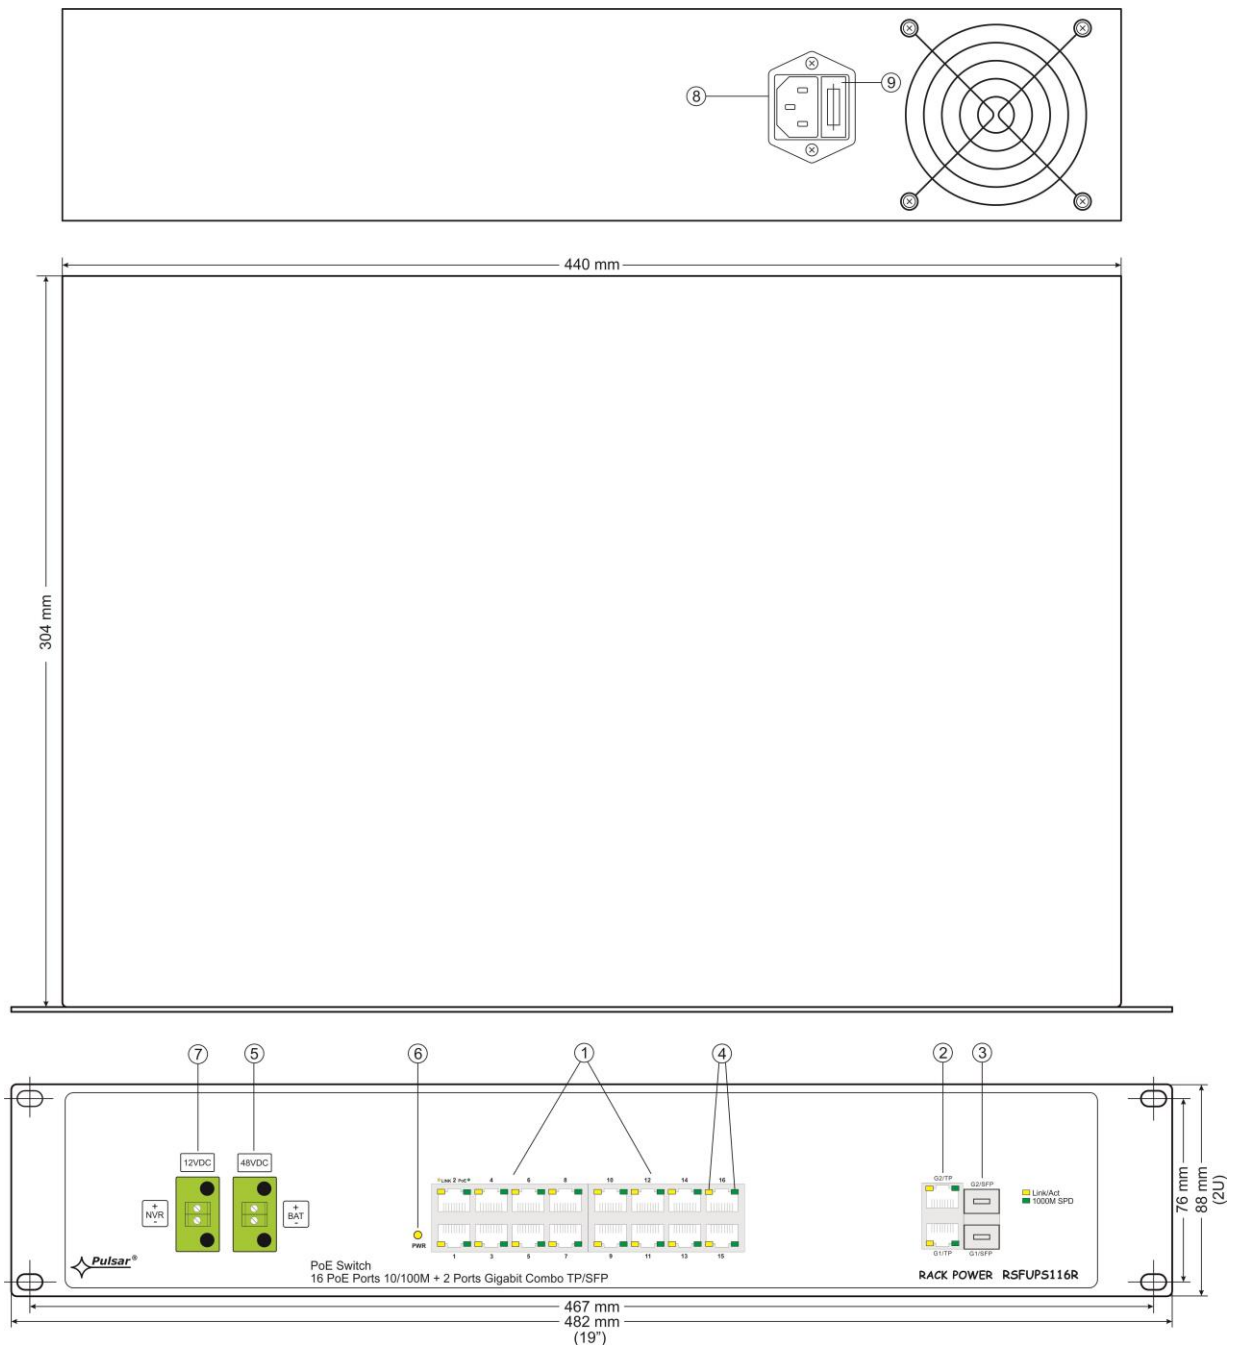 8
9
440 mm
304 mm
7 5 6 1 4 2 3
12VDC 48VDC
+
NVR
-
+
BAT
-
LINK 2 PoE 4 6 8 10 12 14 16
PWR
1 3 5 7 9 11 13 15
G2/TP G2/SFP
Link/Act
1000M SPD
G1/TP G1/SFP
Pulsar®
PoE Switch
16 PoE Ports 10/100M + 2 Ports Gigabit Combo TP/SFP
RACK POWER RSFUPS116R
76 mm
88 mm
(2U)
467 mm
482 mm
(19")